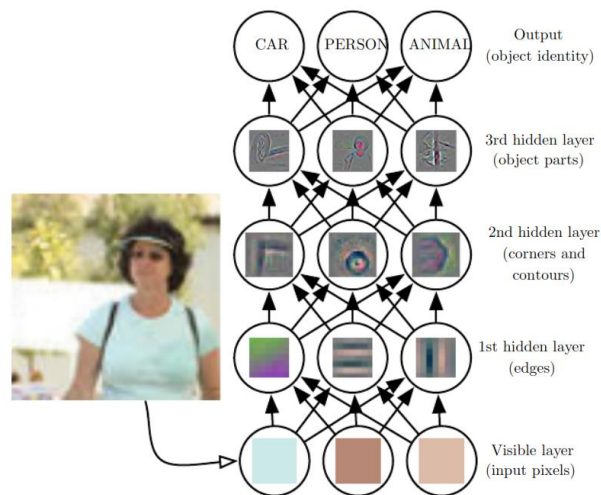 CAR PERSON ANIMAL
Output
(object identity)
3rd hidden layer
(object parts)
2nd hidden layer
(corners and
contours)
1st hidden layer
(edges)
Visible layer
(input pixels)